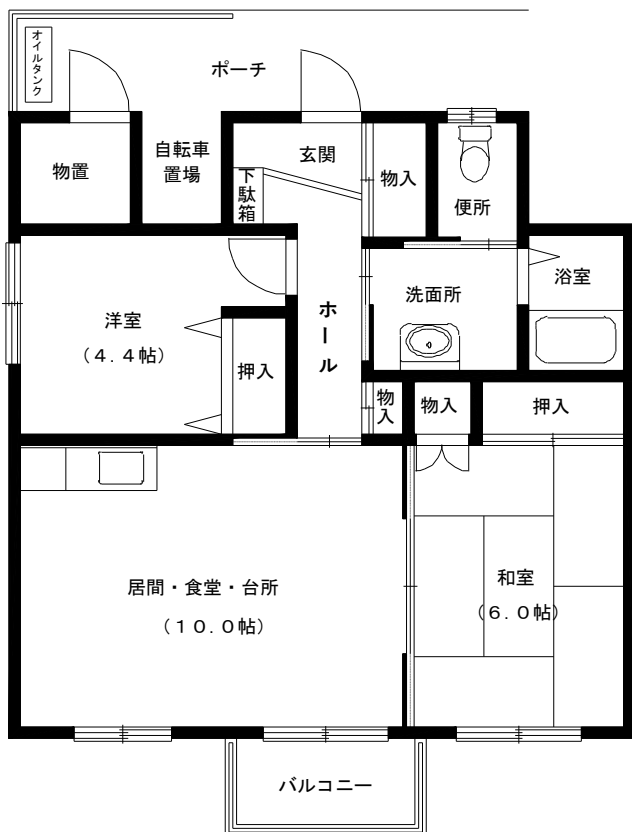 オイルタンク
ポーチ
物置
自転車
置場
玄関
下駄箱
物入
便所
洋室
（4.4帖）
押入
ホール
洗面所
浴室
物入
物入
押入
居間・食堂・台所
（10.0帖）
和室
（6.0帖）
バルコニー